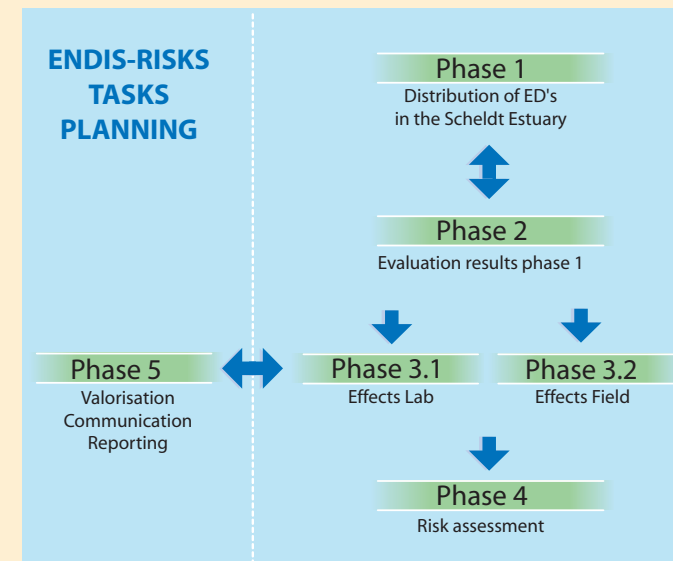 ENDIS-RISKS
TASKS
PLANNING
Phase 1
Distribution of ED's
in the Scheldt Estuary
Phase 2
Evaluation results phase 1
Phase 5
Valorisation
Communication
Reporting
Phase 3.1
Effects Lab
Phase 3.2
Effects Field
Phase 4
Risk assessment